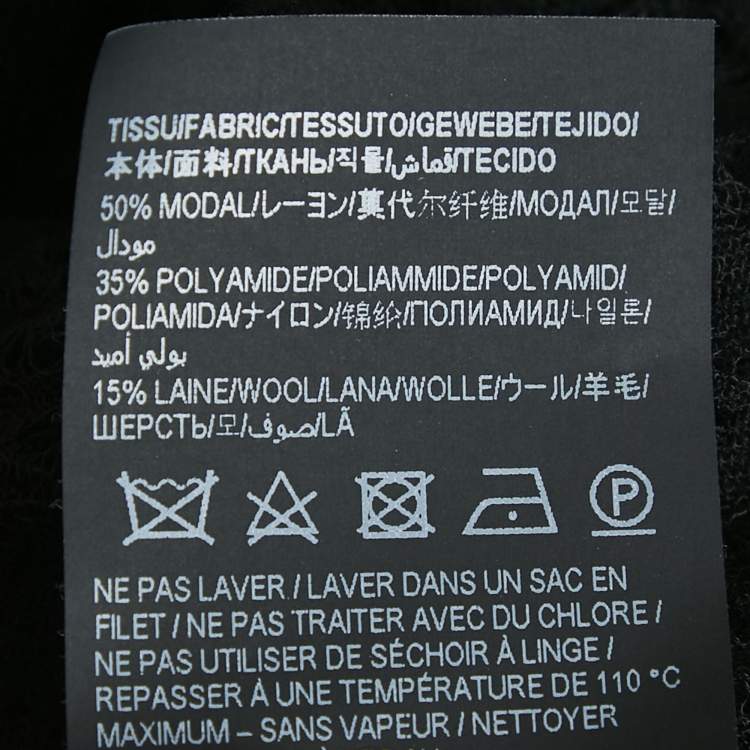 TISSU/FABRIC/TESSUTO/GEWEBE/TEJIDO/
本体/面料/ТКАНЬ/직물/قماش/TECIDO
50% MODAL/レーヨン/莫代尔纤维/МОДАЛ/모달/
مودال
35% POLYAMIDE/POLIAMMIDE/POLYAMID/
POLIAMIDA/ナイロン/锦纶/ПОЛИАМИД/나일론/
بولي أميد
15% LAINE/WOOL/LANA/WOLLE/ウール/羊毛/
ШЕРСТЬ/모/صوف/LÃ
P
NE PAS LAVER / LAVER DANS UN SAC EN
FILET / NE PAS TRAITER AVEC DU CHLORE /
NE PAS UTILISER DE SÉCHOIR À LINGE /
REPASSER À UNE TEMPÉRATURE DE 110 °C
MAXIMUM – SANS VAPEUR / NETTOYER